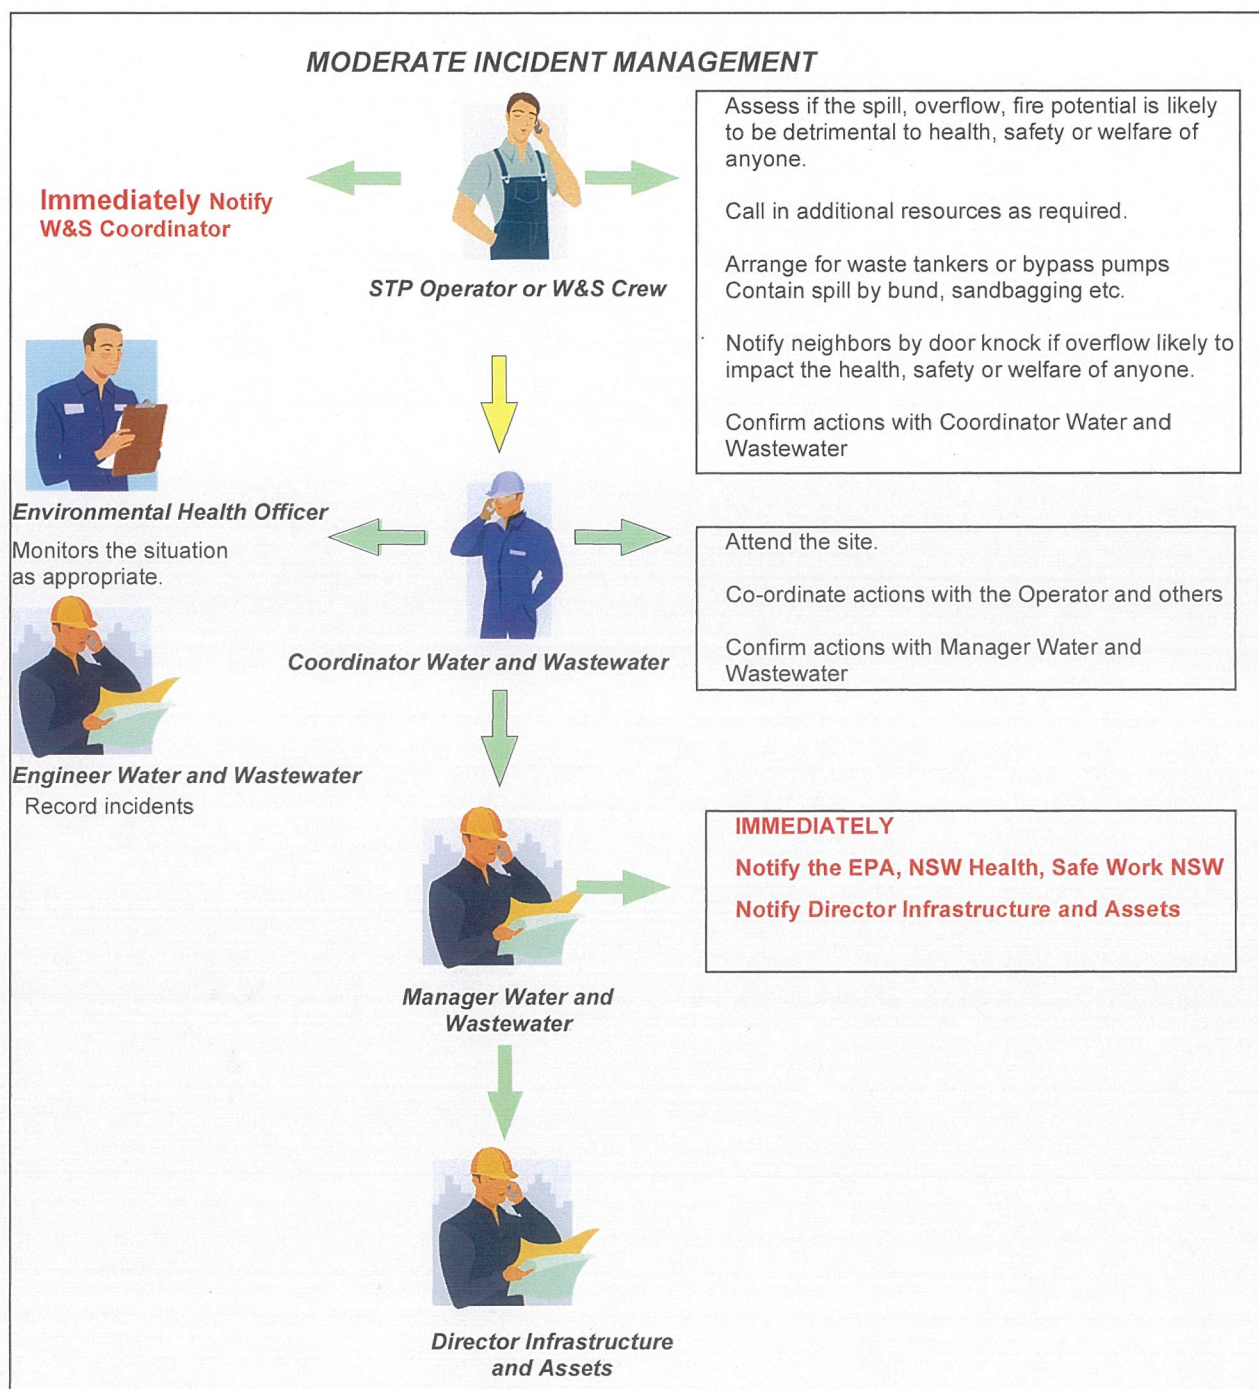 MODERATE INCIDENT MANAGEMENT
Immediately Notify
W&S Coordinator
STP Operator or W&S Crew
Assess if the spill, overflow, fire potential is likely
to be detrimental to health, safety or welfare of
anyone.
Call in additional resources as required.
Arrange for waste tankers or bypass pumps
Contain spill by bund, sandbagging etc.
Notify neighbors by door knock if overflow likely to
impact the health, safety or welfare of anyone.
Confirm actions with Coordinator Water and
Wastewater
Environmental Health Officer
Monitors the situation
as appropriate.
Coordinator Water and Wastewater
Attend the site.
Co-ordinate actions with the Operator and others
Confirm actions with Manager Water and
Wastewater
Engineer Water and Wastewater
Record incidents
Manager Water and
Wastewater
IMMEDIATELY
Notify the EPA, NSW Health, Safe Work NSW
Notify Director Infrastructure and Assets
Director Infrastructure
and Assets